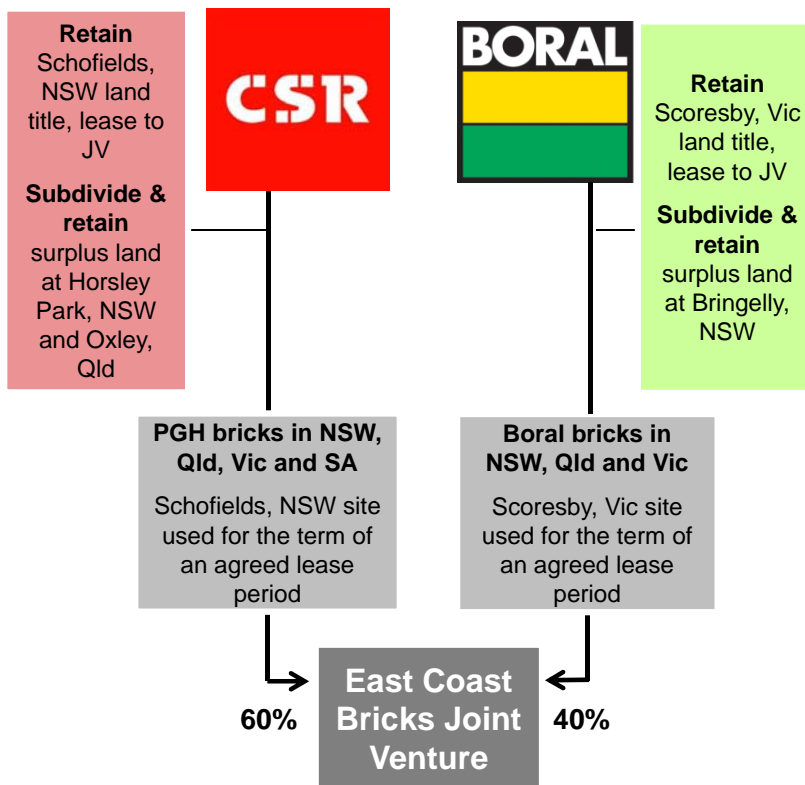 Retain
Schofields,
NSW land
title, lease to
JV
Subdivide &
retain
surplus land
at Horsley
Park, NSW
and Oxley,
Qld
CSR
BORAL
Retain
Scoresby, Vic
land title,
lease to JV
Subdivide &
retain
surplus land
at Bringelly,
NSW
PGH bricks in NSW,
Qld, Vic and SA
Schofields, NSW site
used for the term of
an agreed lease
period
Boral bricks in
NSW, Qld and Vic
Scoresby, Vic site
used for the term of
an agreed lease
period
60%
East Coast
Bricks Joint
Venture
40%